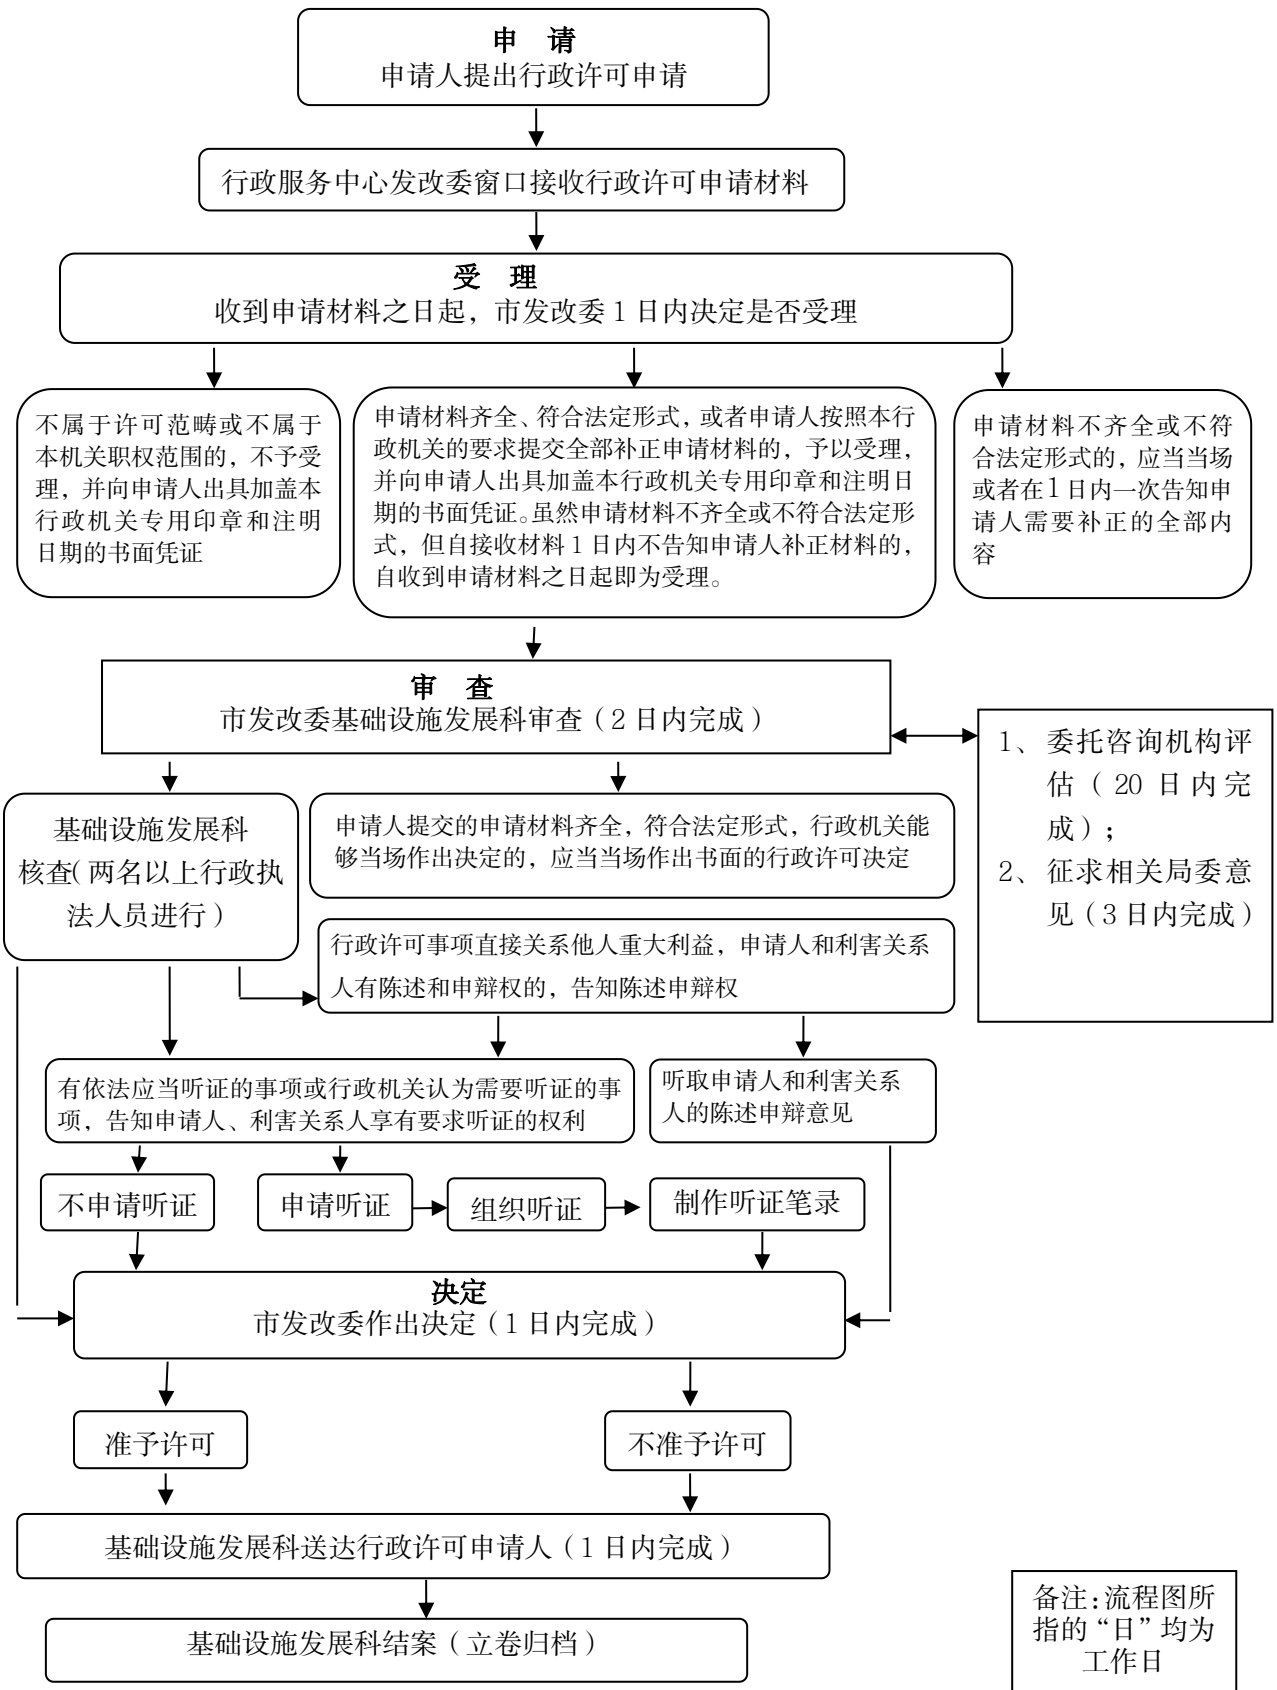 申 请
申请人提出行政许可申请
行政服务中心发改委窗口接收行政许可申请材料
受 理
收到申请材料之日起，市发改委 1 日内决定是否受理
不属于许可范畴或不属于
本机关职权范围的，不予受
理，并向申请人出具加盖本
行政机关专用印章和注明
日期的书面凭证
申请材料齐全、符合法定形式，或者申请人按照本行
政机关的要求提交全部补正申请材料的，予以受理，
并向申请人出具加盖本行政机关专用印章和注明日
期的书面凭证。虽然申请材料不齐全或不符合法定形
式，但自接收材料 1 日内不告知申请人补正材料的，
自收到申请材料之日起即为受理。
申请材料不齐全或不符
合法定形式的，应当当场
或者在 1 日内一次告知申
请人需要补正的全部内
容
审 查
市发改委基础设施发展科审查（2 日内完成）
1、 委托咨询机构评
估（ 20 日内完
成）；
2、 征求相关局委意
见（3 日内完成）
基础设施发展科
核查（两名以上行政执
法人员进行）
申请人提交的申请材料齐全，符合法定形式，行政机关能
够当场作出决定的，应当当场作出书面的行政许可决定
行政许可事项直接关系他人重大利益，申请人和利害关系
人有陈述和申辩权的，告知陈述申辩权
有依法应当听证的事项或行政机关认为需要听证的事
项，告知申请人、利害关系人享有要求听证的权利
听取申请人和利害关系
人的陈述申辩意见
不申请听证
申请听证
组织听证
制作听证笔录
决定
市发改委作出决定（1 日内完成）
准予许可
不准予许可
基础设施发展科送达行政许可申请人（1 日内完成）
基础设施发展科结案（立卷归档）
备注：流程图所
指的“日”均为
工作日